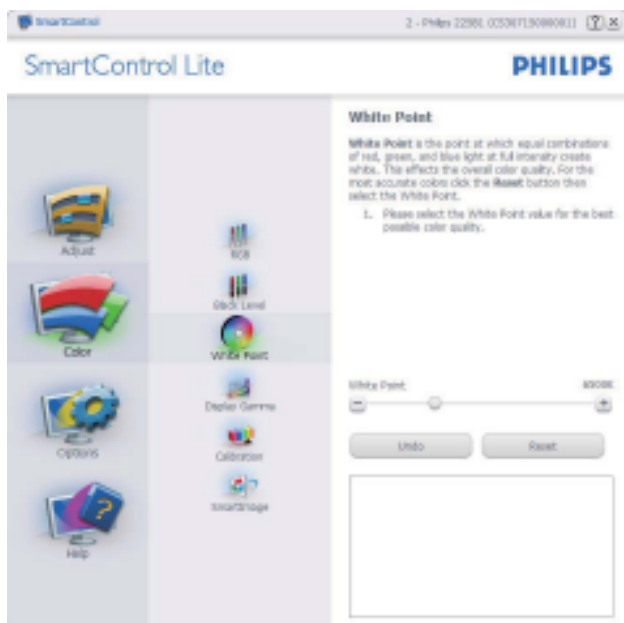 SmartControl
SmartControl Lite
PHILIPS
Adjust
Color
Options
Help
RGB
Black Level
White Point
Display Gamma
Calibration
SmartImage
White Point
White Point is the point at which equal combinations
of red, green, and blue light at full intensity create
white. This effects the overall color quality. For the
most accurate colors click the Reset button then
select the White Point.
1. Please select the White Point value for the best
possible color quality.
White Point
6500K
Undo
Reset